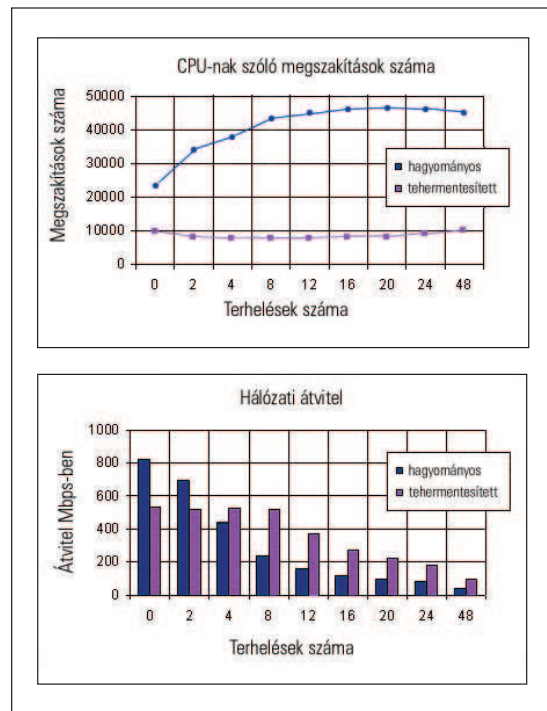 CPU-nak szóló megszakítások száma
Megszakítások száma
50000
40000
30000
20000
10000
0
hagyományos
tehermentesített
0 2 4 8 12 16 20 24 48
Terhelések száma
Hálózati átvitel
Átvitel Mbps-ben
1000
800
600
400
200
0
hagyományos
tehermentesített
0 2 4 8 12 16 20 24 48
Terhelések száma